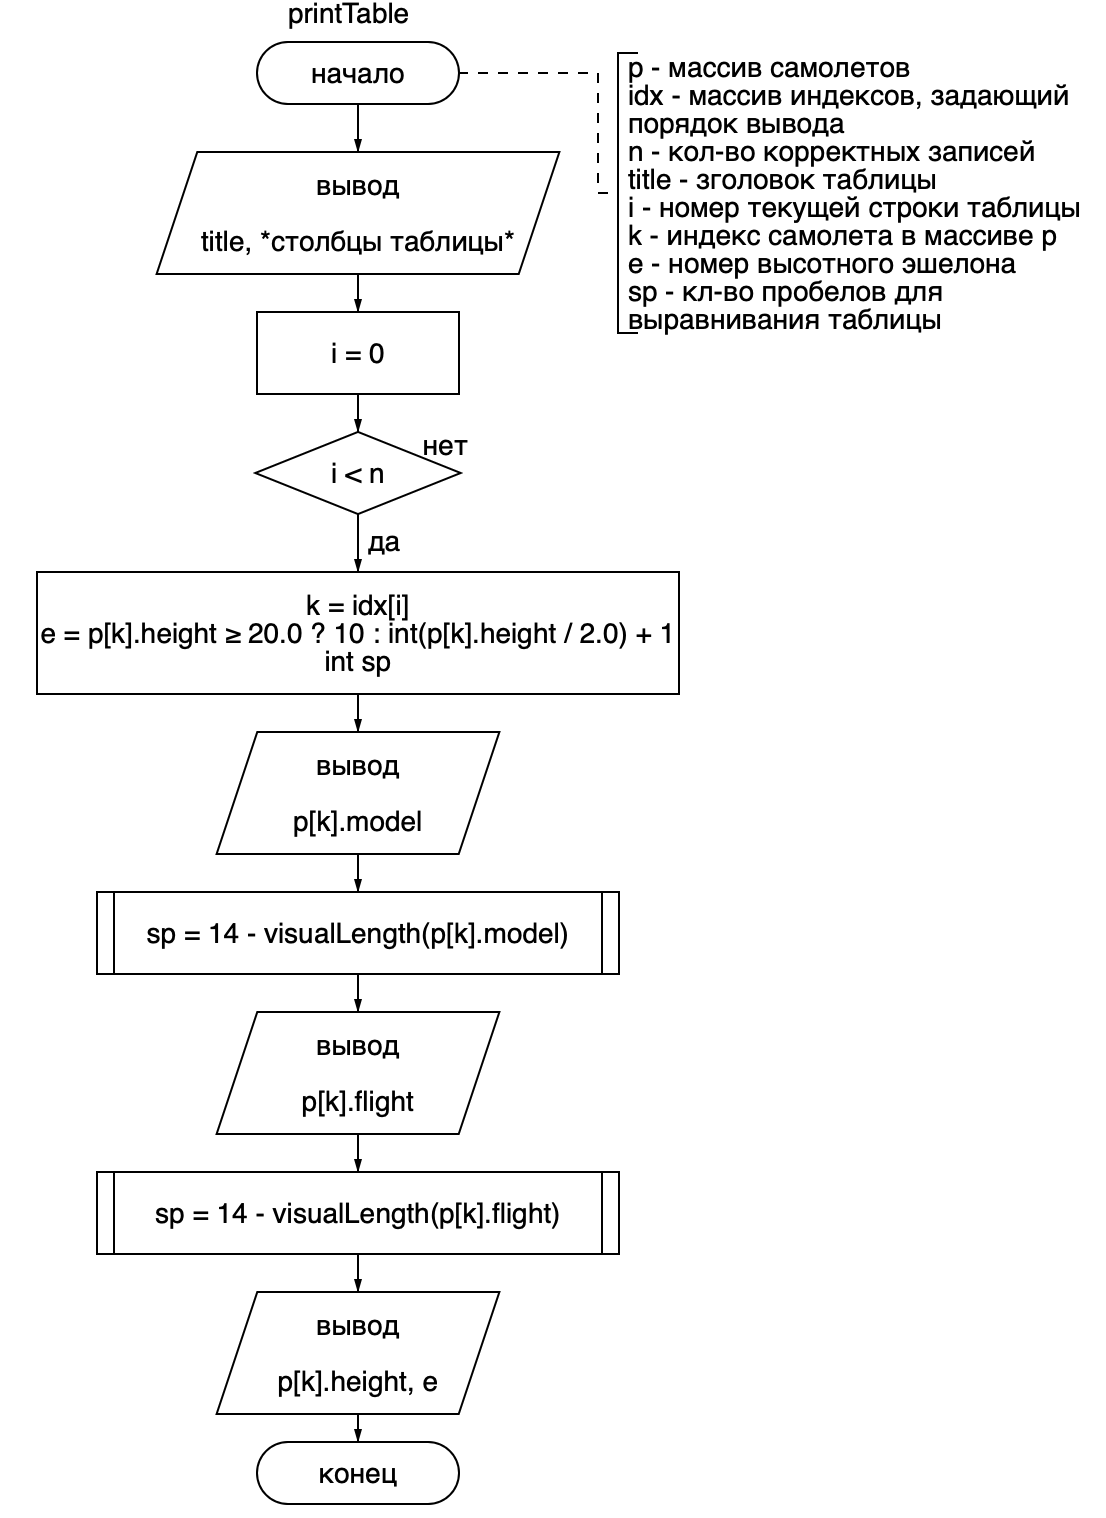 printTable
начало
p - массив самолетов
idx - массив индексов, задающий
порядок вывода
n - кол-во корректных записей
title - зголовок таблицы
i - номер текущей строки таблицы
k - индекс самолета в массиве p
e - номер высотного эшелона
sp - кл-во пробелов для
выравнивания таблицы
вывод
title, *столбцы таблицы*
i = 0
i < n
нет
да
k = idx[i]
e = p[k].height ≥ 20.0 ? 10 : int(p[k].height / 2.0) + 1
int sp
вывод
p[k].model
sp = 14 - visualLength(p[k].model)
вывод
p[k].flight
sp = 14 - visualLength(p[k].flight)
вывод
p[k].height, e
конец